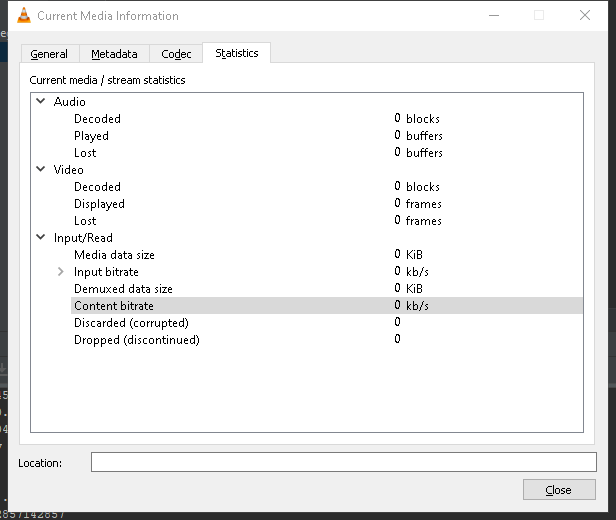 Current Media Information
General Metadata Codec Statistics
Current media / stream statistics
Audio
Decoded 0 blocks
Played 0 buffers
Lost 0 buffers
Video
Decoded 0 blocks
Displayed 0 frames
Lost 0 frames
Input/Read
Media data size 0 KiB
Input bitrate 0 kb/s
Demuxed data size 0 KiB
Content bitrate 0 kb/s
Discarded (corrupted) 0
Dropped (discontinued) 0
Location:
Close
2857142857